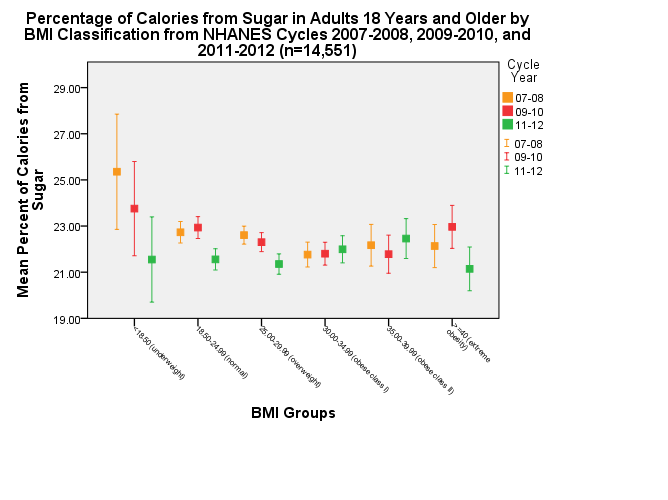 Percentage of Calories from Sugar in Adults 18 Years and Older by
BMI Classification from NHANES Cycles 2007-2008, 2009-2010, and
2011-2012 (n=14,551)
Cycle
Year
07-08
09-10
11-12
07-08
09-10
11-12
Mean Percent of Calories from
Sugar
29.00
27.00
25.00
23.00
21.00
19.00
<18.50 (underweight)
18.50-24.99 (normal)
25.00-29.99 (overweight)
30.00-34.99 (obese class I)
35.00-39.99 (obese class II)
>=40 (extreme
obesity)
BMI Groups